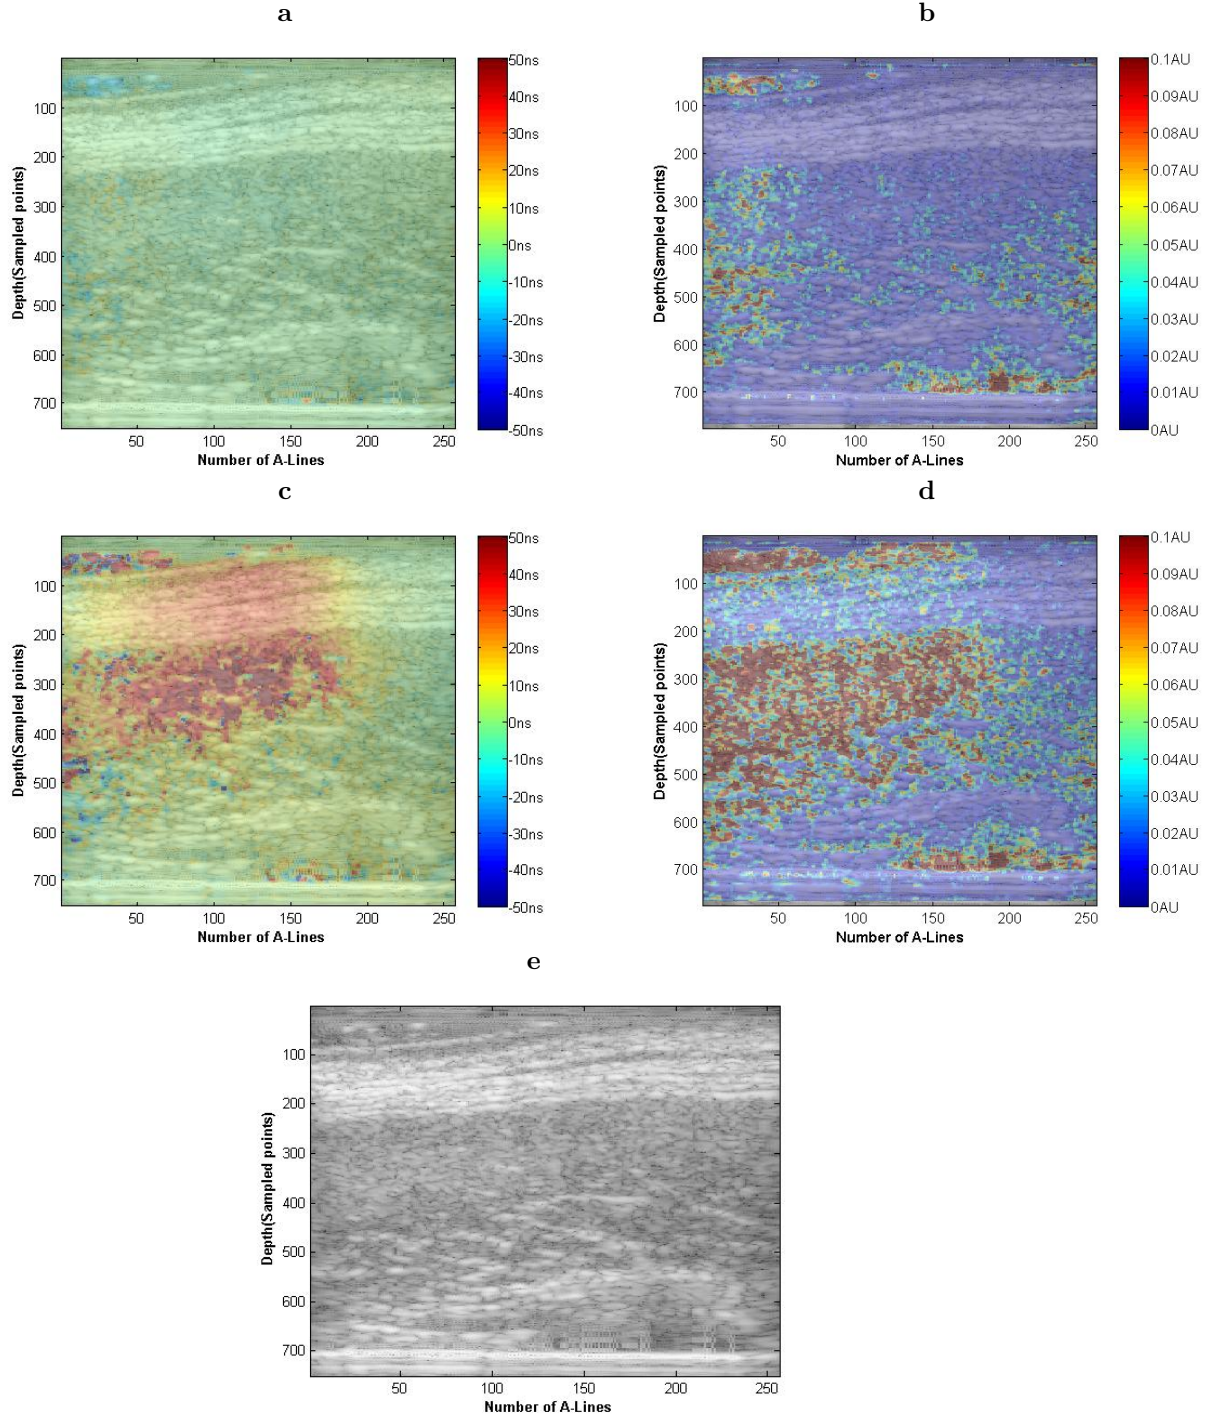 a
50ns
40ns
30ns
20ns
10ns
0ns
-10ns
-20ns
-30ns
-40ns
-50ns
100
200
300
400
500
600
700
50
100
150
200
250
Depth(Sampled points)
Number of A-Lines
b
0.1AU
0.09AU
0.08AU
0.07AU
0.06AU
0.05AU
0.04AU
0.03AU
0.02AU
0.01AU
0AU
100
200
300
400
500
600
700
50
100
150
200
250
Depth(Sampled points)
Number of A-Lines
c
50ns
40ns
30ns
20ns
10ns
0ns
-10ns
-20ns
-30ns
-40ns
-50ns
100
200
300
400
500
600
700
50
100
150
200
250
Depth(Sampled points)
Number of A-Lines
d
0.1AU
0.09AU
0.08AU
0.07AU
0.06AU
0.05AU
0.04AU
0.03AU
0.02AU
0.01AU
0AU
100
200
300
400
500
600
700
50
100
150
200
250
Depth(Sampled points)
Number of A-Lines
e
100
200
300
400
500
600
700
50
100
150
200
250
Depth(Sampled points)
Number of A-Lines